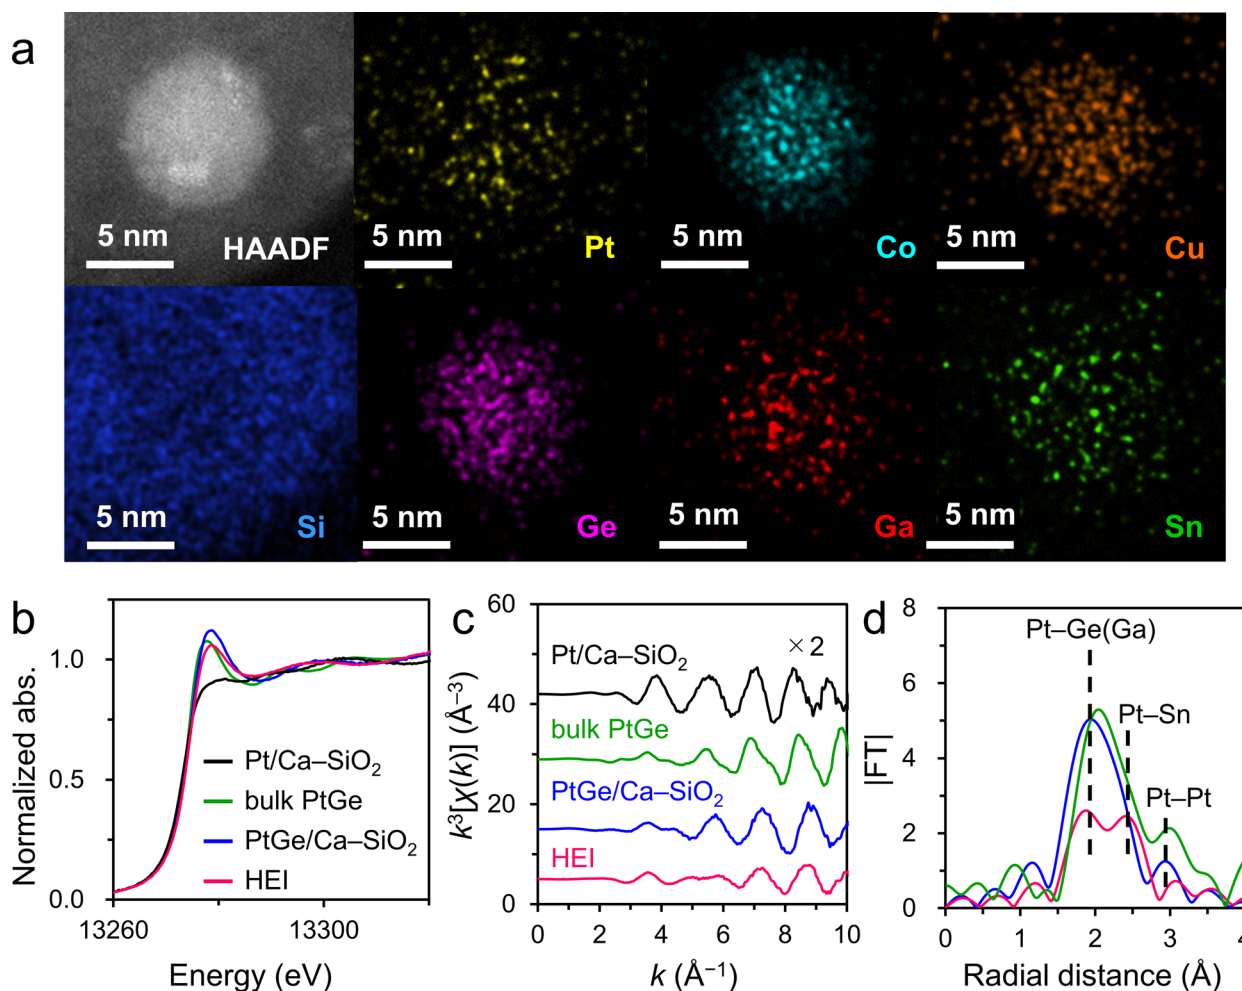 a
5 nm HAADF
5 nm Pt
5 nm Co
5 nm Cu
5 nm Si
5 nm Ge
5 nm Ga
5 nm Sn
b
Normalized abs.
1.0
0.5
0.0
13260 13300
Energy (eV)
Pt/Ca–SiO₂
bulk PtGe
PtGe/Ca–SiO₂
HEI
c
k³[χ(k)] (Å⁻³)
60
40
20
0
Pt/Ca–SiO₂ ×2
bulk PtGe
PtGe/Ca–SiO₂
HEI
0 2 4 6 8 10
k (Å⁻¹)
d
|FT|
8
6
4
2
0
Pt–Ge(Ga)
Pt–Sn
Pt–Pt
0 1 2 3 4
Radial distance (Å)